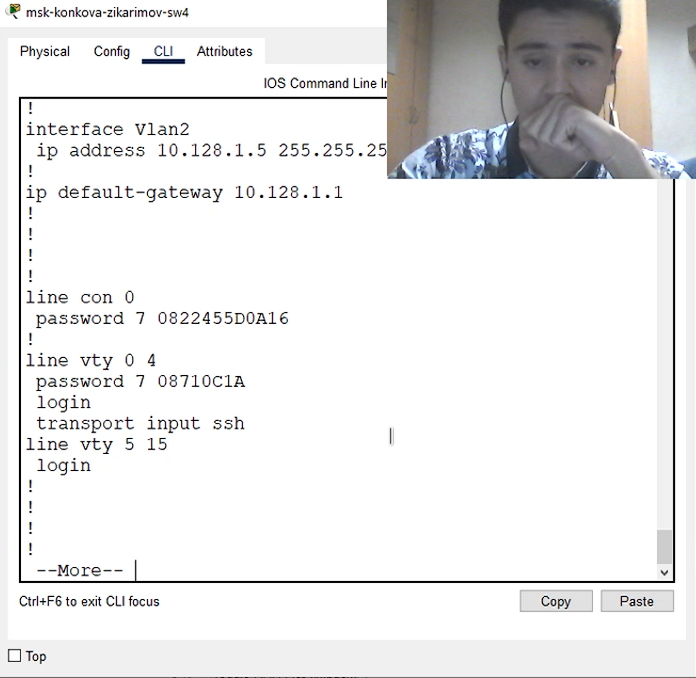 msk-konkova-zikarimov-sw4
Physical Config CLI Attributes
IOS Command Line
!
interface Vlan2
ip address 10.128.1.5 255.255.25
!
ip default-gateway 10.128.1.1
!
!
!
!
line con 0
password 7 0822455D0A16
!
line vty 0 4
password 7 08710C1A
login
transport input ssh
line vty 5 15
login
!
!
!
!
--More--
Ctrl+F6 to exit CLI focus
Copy
Paste
Top